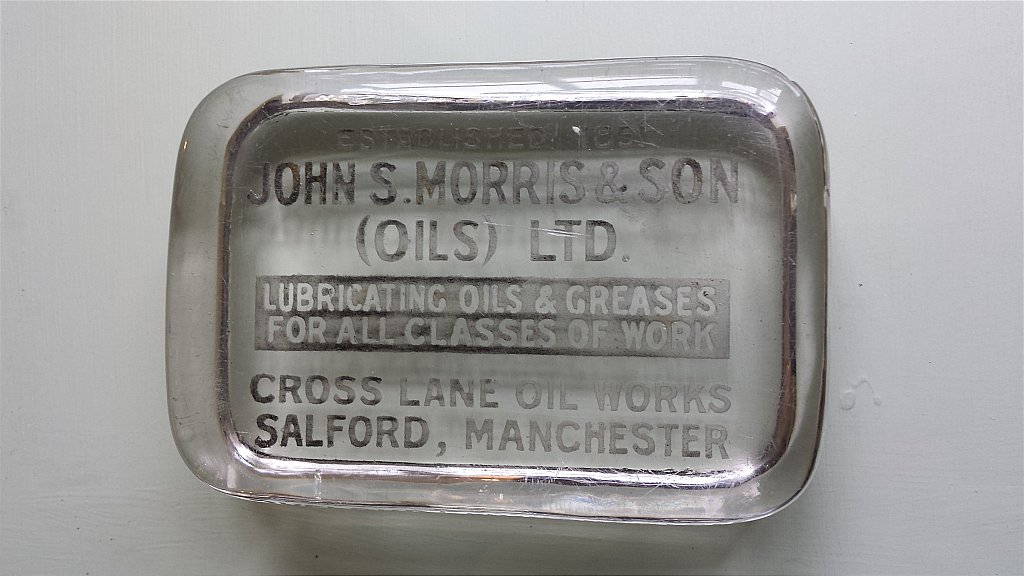 ESTABLISHED
JOHN S. MORRIS & SON
(OILS) LTD.
LUBRICATING OILS & GREASES
FOR ALL CLASSES OF WORK
CROSS LANE OIL WORKS
SALFORD, MANCHESTER